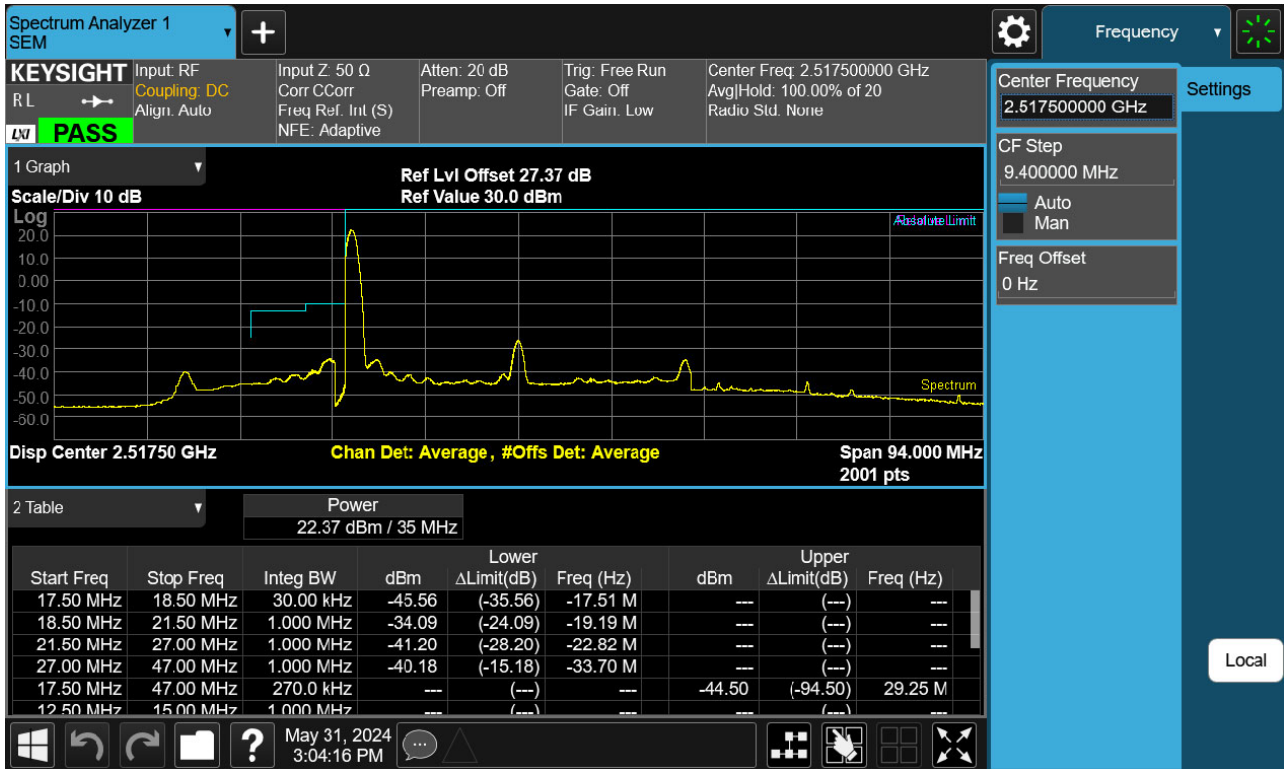 Spectrum Analyzer 1
SEM
Frequency
KEYSIGHT
R L
LXI PASS
Input: RF
Coupling: DC
Align: Auto
Input Z: 50 Ω
Corr CCorr
Freq Ref: Int (S)
NFE: Adaptive
Atten: 20 dB
Preamp: Off
Trig: Free Run
Gate: Off
IF Gain: Low
Center Freq: 2.517500000 GHz
Avg|Hold: 100.00% of 20
Radio Std: None
Center Frequency
2.517500000 GHz
Settings
CF Step
9.400000 MHz
Auto
Man
Freq Offset
0 Hz
Local
1 Graph
Scale/Div 10 dB
Ref Lvl Offset 27.37 dB
Ref Value 30.0 dBm
Log
20.0
10.0
0.00
-10.0
-20.0
-30.0
-40.0
-50.0
-60.0
Limit
Spectrum
Disp Center 2.51750 GHz
Chan Det: Average, #Offs Det: Average
Span 94.000 MHz
2001 pts
2 Table
Power
22.37 dBm / 35 MHz
Lower Upper
Start Freq Stop Freq Integ BW dBm ΔLimit(dB) Freq (Hz) dBm ΔLimit(dB) Freq (Hz)
17.50 MHz 18.50 MHz 30.00 kHz -45.56 (-35.56) -17.51 M --- (---) ---
18.50 MHz 21.50 MHz 1.000 MHz -34.09 (-24.09) -19.19 M --- (---) ---
21.50 MHz 27.00 MHz 1.000 MHz -41.20 (-28.20) -22.82 M --- (---) ---
27.00 MHz 47.00 MHz 1.000 MHz -40.18 (-15.18) -33.70 M --- (---) ---
17.50 MHz 47.00 MHz 270.0 kHz --- (---) --- -44.50 (-94.50) 29.25 M
12.50 MHz 15.00 MHz 1.000 MHz --- (---) --- --- (---) ---
?
May 31, 2024
3:04:16 PM